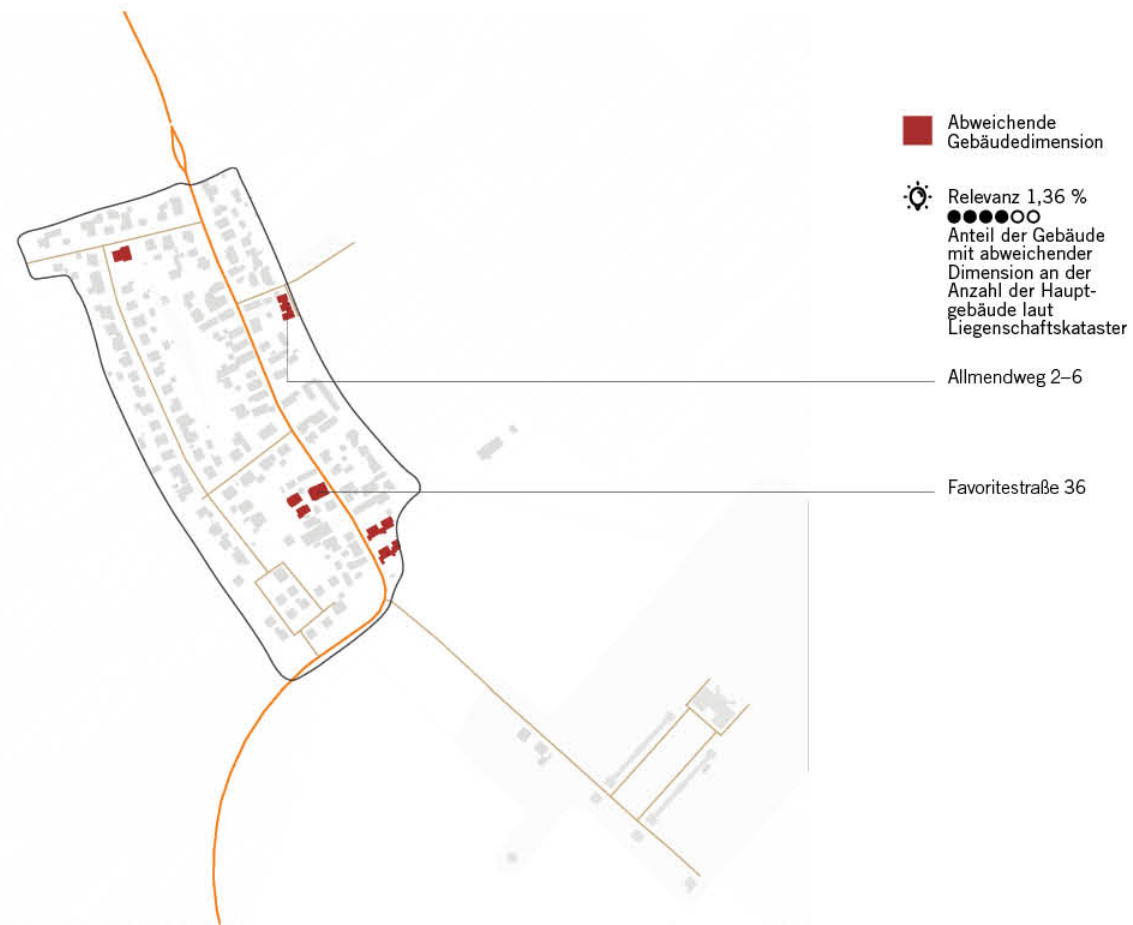 Abweichende
Gebäudedimension
Relevanz 1,36 %
Anteil der Gebäude
mit abweichender
Dimension an der
Anzahl der Haupt-
gebäude laut
Liegenschaftskataster
Allmendweg 2–6
Favoritestraße 36